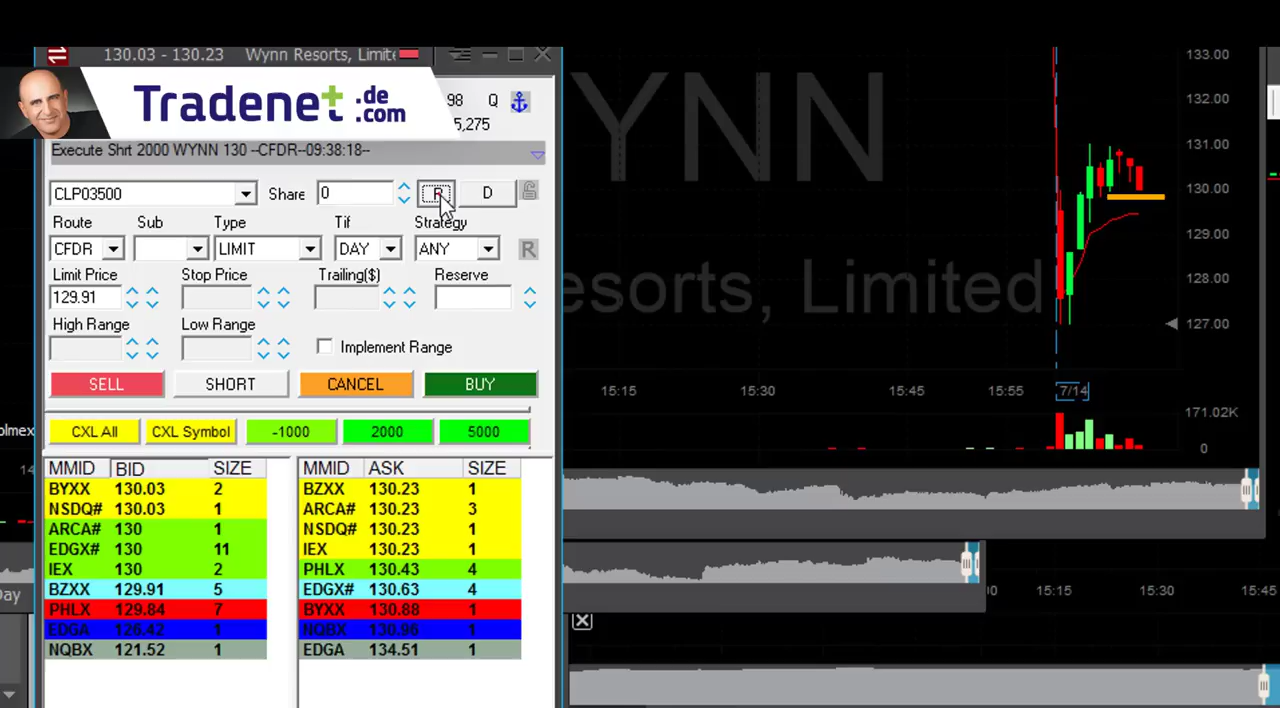 130.03 - 130.23 Wynn Resorts, Limite
Tradenet .de .com
98 Q
5,275
Execute Shrt 2000 WYNN 130 --CFDR--09:38:18--
CLP03500 Share 0 P D
Route Sub Type Tif Strategy
CFDR LIMIT DAY ANY R
Limit Price Stop Price Trailing($) Reserve
129.91
High Range Low Range
Implement Range
SELL SHORT CANCEL BUY
CXL All CXL Symbol -1000 2000 5000
MMID BID SIZE MMID ASK SIZE
BYXX 130.03 2 BZXX 130.23 1
NSDQ# 130.03 1 ARCA# 130.23 3
ARCA# 130 1 NSDQ# 130.23 1
EDGX# 130 11 IEX 130.23 1
IEX 130 2 PHLX 130.43 4
BZXX 129.91 5 EDGX# 130.63 4
PHLX 129.84 7 BYXX 130.88 1
EDGA 126.42 1 NQBX 130.96 1
NQBX 121.52 1 EDGA 134.51 1
olmex
14
Day
YNN
esorts, Limited
133.00
132.00
131.00
130.00
129.00
128.00
127.00
15:15 15:30 15:45 15:55 7/14
171.02K
0
00 15:15 15:30 15:45